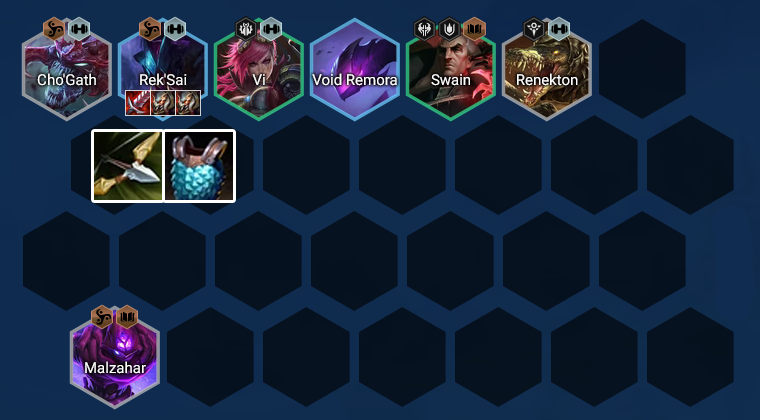 Cho'Gath
Rek'Sai
Vi
Void Remora
Swain
Renekton
Malzahar